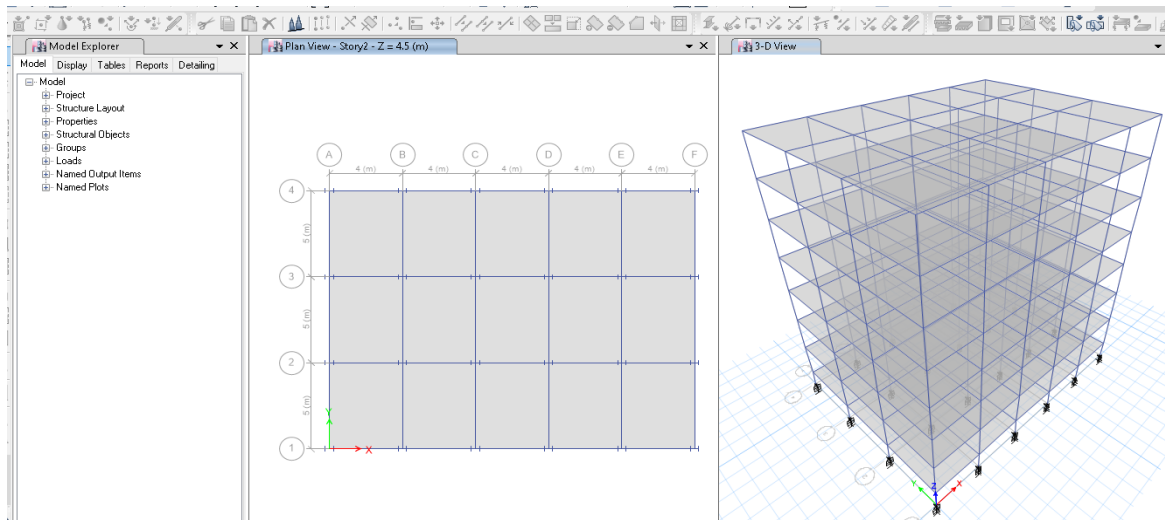 Model Explorer
Model Display Tables Reports Detailing
Model
Project
Structure Layout
Properties
Structural Objects
Groups
Loads
Named Output Items
Named Plots
Plan View - Story2 - Z = 4.5 (m)
A B C D E F
4 (m) 4 (m) 4 (m) 4 (m) 4 (m)
4
5 (m)
3
5 (m)
2
5 (m)
1
Y
X
3-D View
Y Z X